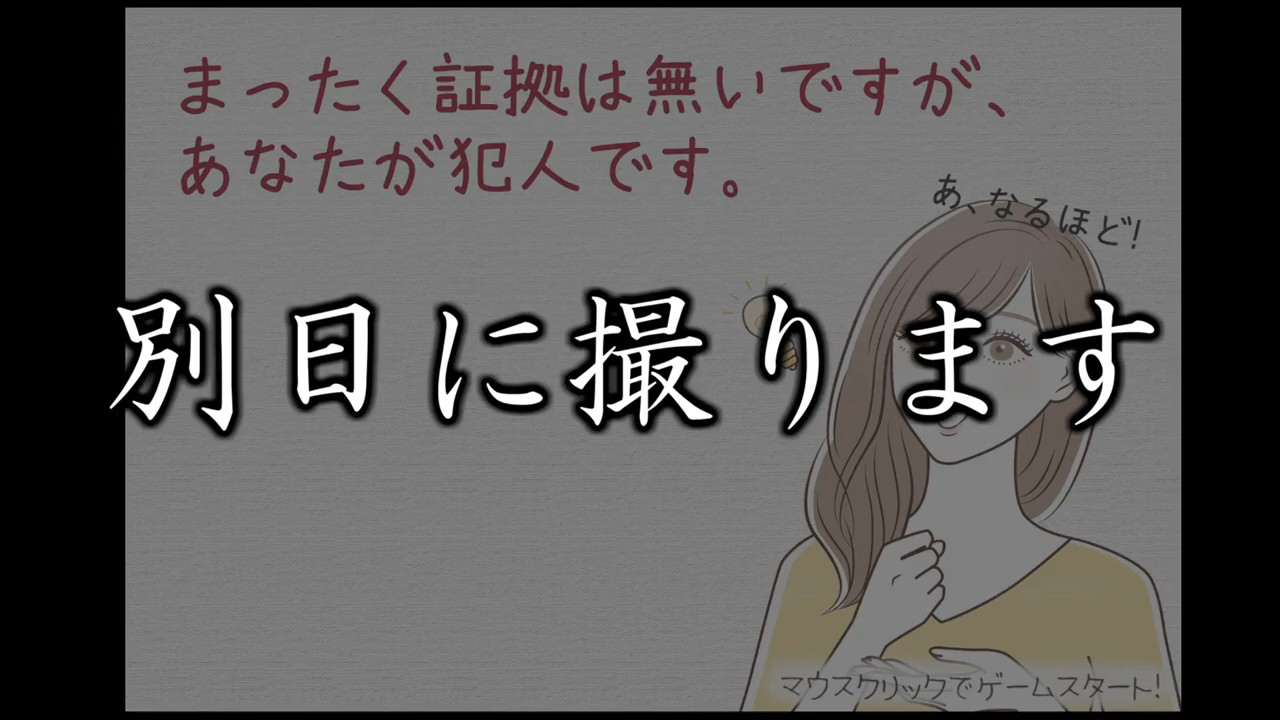 まったく証拠は無いですが、
あなたが犯人です。
あ、なるほど!
別日に撮ります
マウスクリックでゲームスタート!